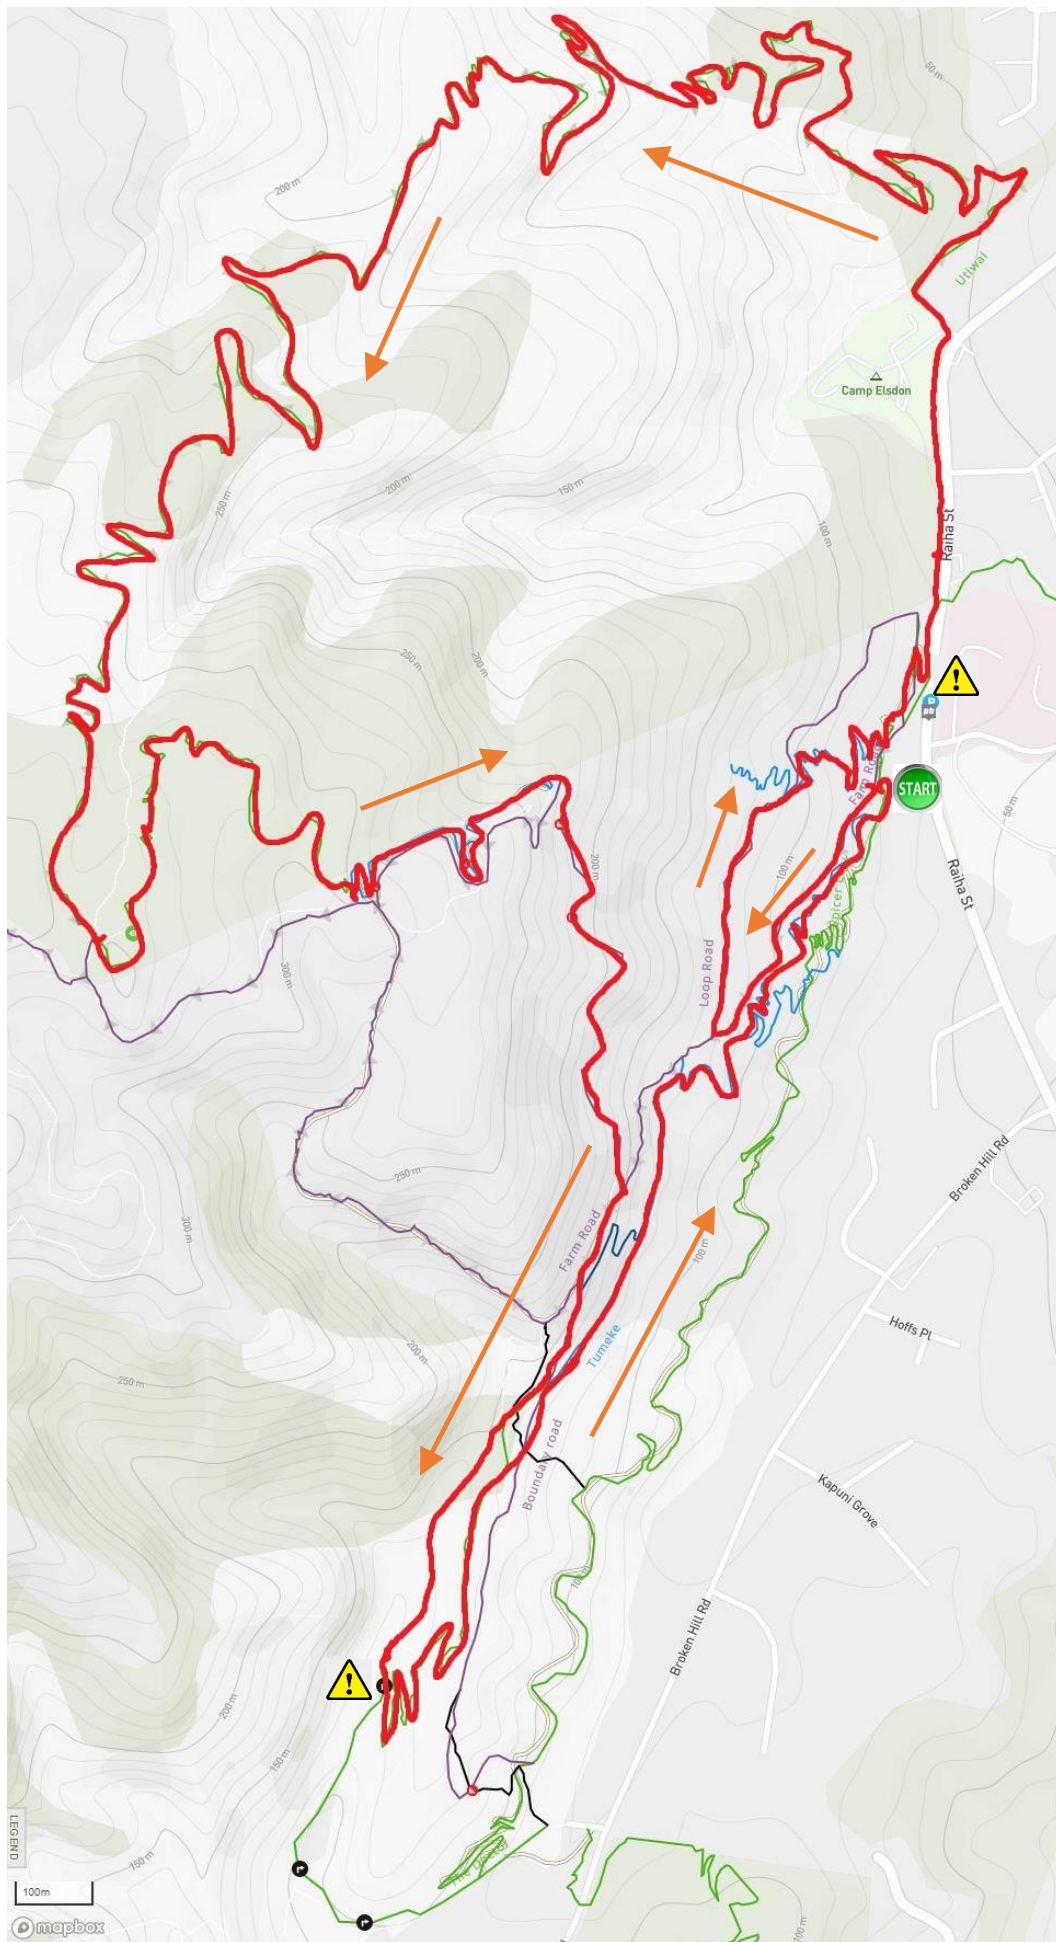 50 m
200 m
Utiwai
Camp Elsdon
200 m
150 m
250 m
100 m
Raiha St
250 m
200 m
Farm Road
START
50 m
200 m
100 m
Raiha St
Loop Road
300 m
Broken Hill Rd
250 m
300 m
Farm Road
100 m
Hoffs Pl
Tumeke
200 m
250 m
Boundary road
Kapuni Grove
100 m
Broken Hill Rd
200 m
150 m
LEGEND
150 m
100m
100 m
mapbox